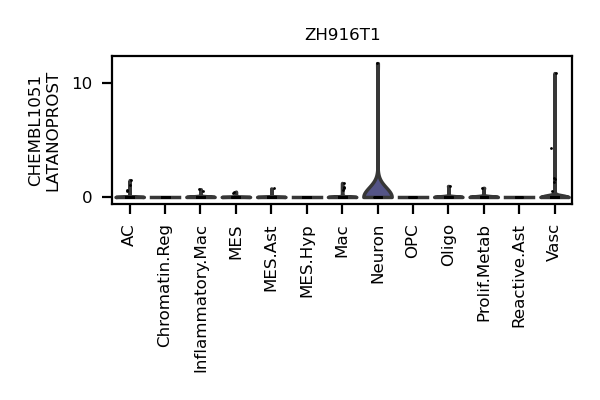 ZH916T1
CHEMBL1051
LATANOPROST
10
0
AC
Chromatin.Reg
Inflammatory.Mac
MES
MES.Ast
MES.Hyp
Mac
Neuron
OPC
Oligo
Prolif.Metab
Reactive.Ast
Vasc